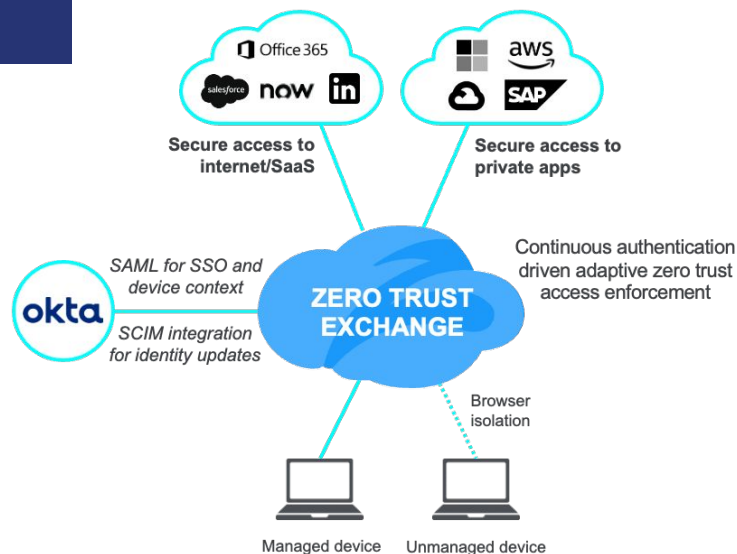 Office 365
aws
salesforce
now
in
SAP
Secure access to
internet/SaaS
Secure access to
private apps
SAML for SSO and
device context
okta
SCIM integration
for identity updates
ZERO TRUST
EXCHANGE
Continuous authentication
driven adaptive zero trust
access enforcement
Browser
isolation
Managed device
Unmanaged device